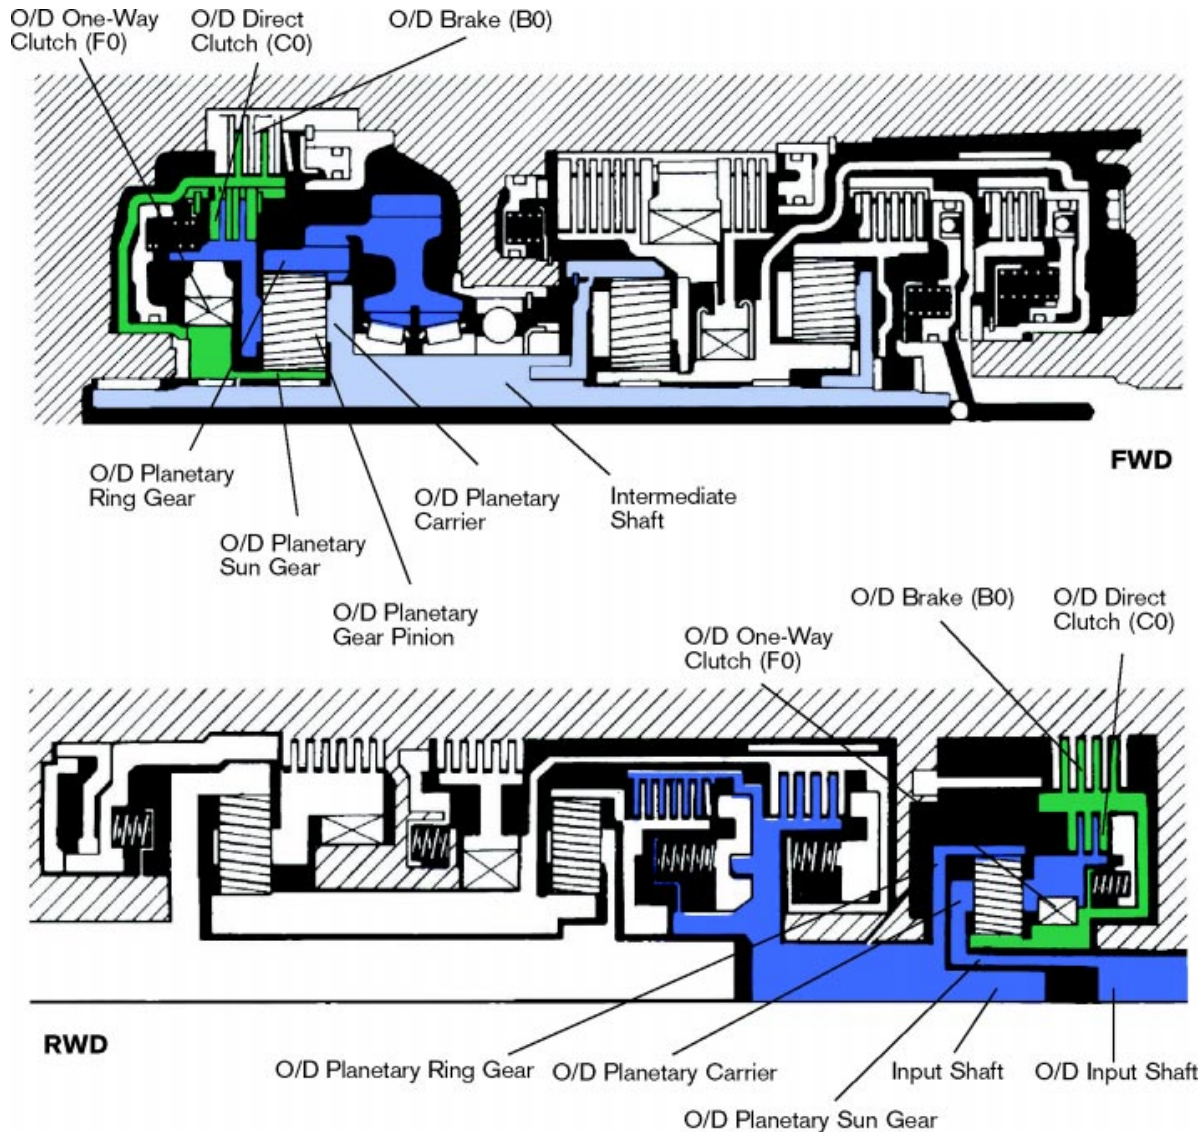 O/D One-Way
Clutch (F0)
O/D Direct
Clutch (C0)
O/D Brake (B0)
FWD
O/D Planetary
Ring Gear
O/D Planetary
Carrier
Intermediate
Shaft
O/D Planetary
Sun Gear
O/D Planetary
Gear Pinion
O/D Brake (B0)
O/D Direct
Clutch (C0)
O/D One-Way
Clutch (F0)
RWD
O/D Planetary Ring Gear
O/D Planetary Carrier
Input Shaft
O/D Input Shaft
O/D Planetary Sun Gear